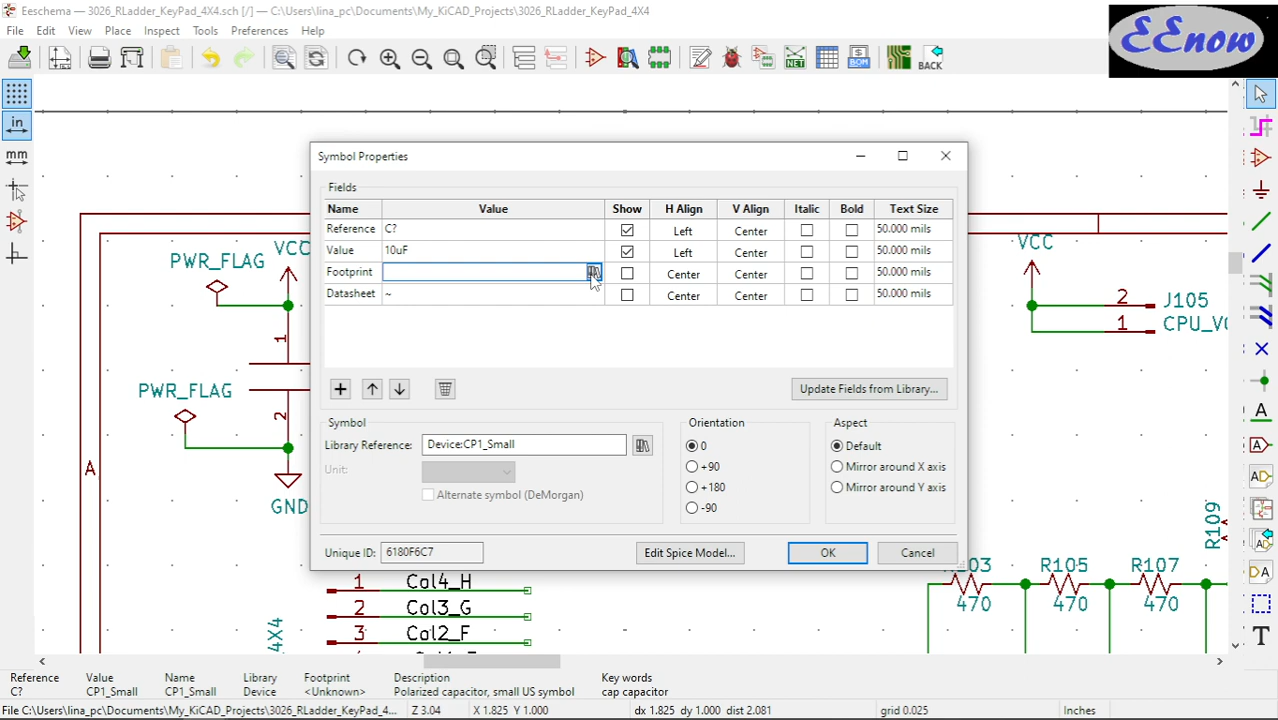 Eeschema — 3026_RLadder_KeyPad_4X4.sch [/] — C:\Users\lina_pc\Documents\My_KiCAD_Projects\3026_RLadder_KeyPad_4X4
EEnow
File Edit View Place Inspect Tools Preferences Help
NET
BOM
BACK
in
mm
Symbol Properties
Fields
Name Value Show H Align V Align Italic Bold Text Size
Reference C? Left Center 50.000 mils
Value 10uF Left Center 50.000 mils
Footprint Center Center 50.000 mils
Datasheet ~ Center Center 50.000 mils
Update Fields from Library...
Symbol
Library Reference: Device:CP1_Small
Unit:
Alternate symbol (DeMorgan)
Orientation
0
+90
+180
-90
Aspect
Default
Mirror around X axis
Mirror around Y axis
Unique ID: 6180F6C7
Edit Spice Model...
OK
Cancel
VCC
PWR_FLAG
1
PWR_FLAG
2
A
GND
VCC
2 J105
1
R109
1 Col4_H
2 Col3_G
3 Col2_F
4X4
R105 R107
470 470 470
A
A
A
A
T
Reference Value Name Library Footprint Description Key words
C? CP1_Small CP1_Small Device <Unknown> Polarized capacitor, small US symbol cap capacitor
File C:\Users\lina_pc\Documents\My_KiCAD_Projects\3026_RLadder_KeyPad_4... Z 3.04 X 1.825 Y 1.000 dx 1.825 dy 1.000 dist 2.081 grid 0.025 Inches